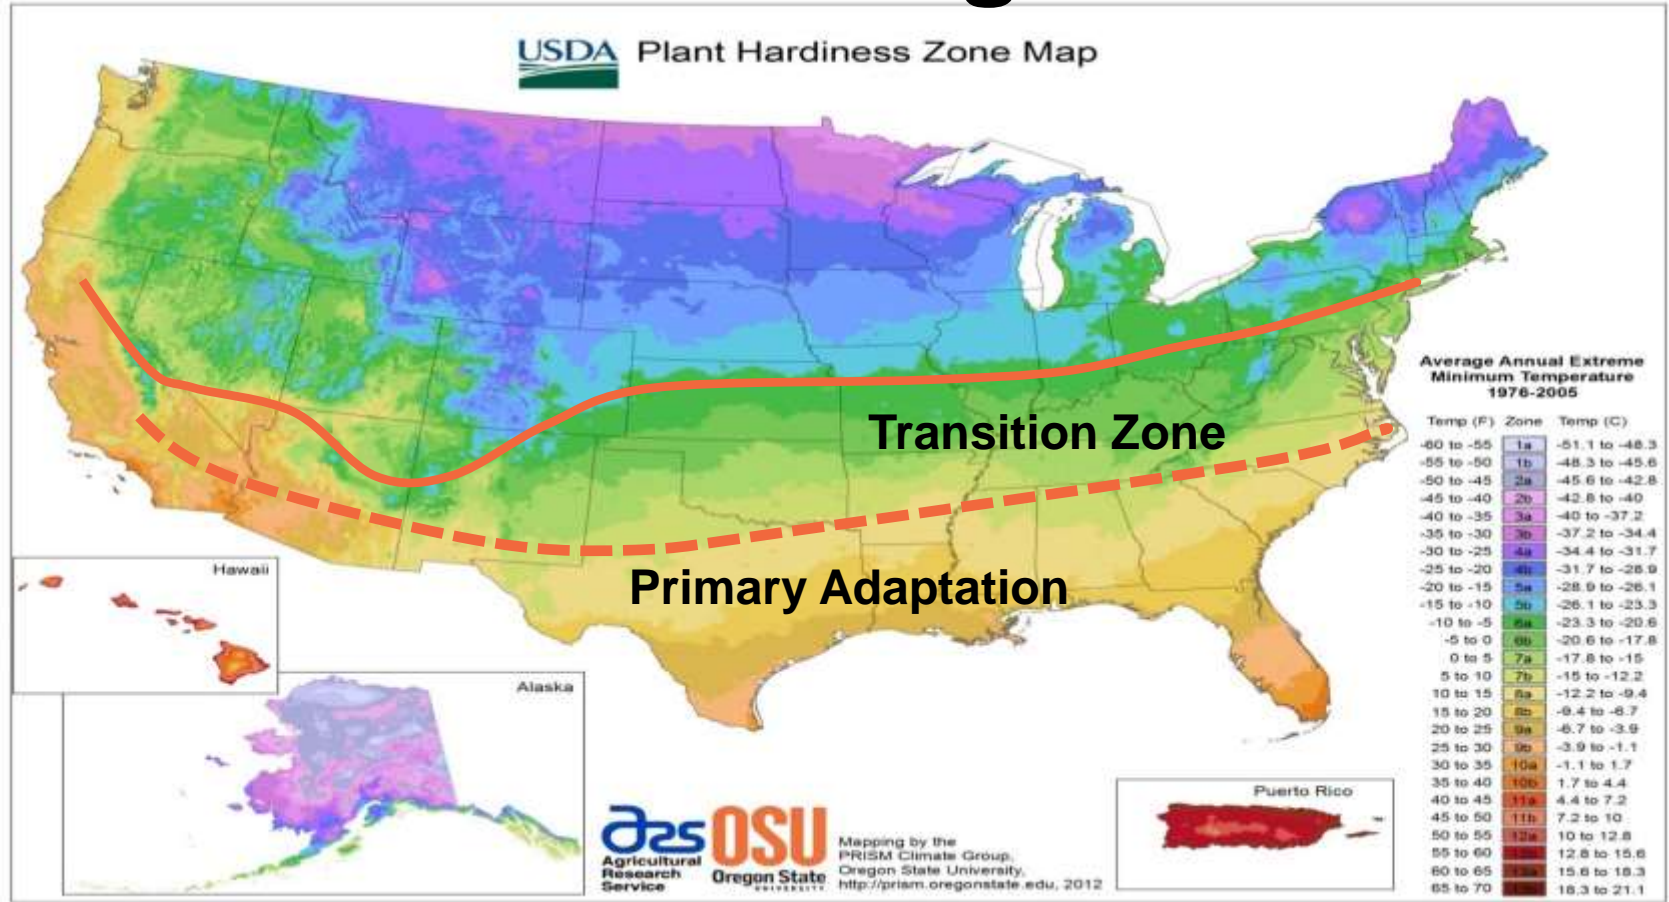 USDA Plant Hardiness Zone Map
Transition Zone
Primary Adaptation
Hawaii
Alaska
Puerto Rico
Average Annual Extreme
Minimum Temperature
1976-2005
Temp (F) Zone Temp (C)
-60 to -55 1a -51.1 to -48.3
-55 to -50 1b -48.3 to -45.6
-50 to -45 2a -45.6 to -42.8
-45 to -40 2b -42.8 to -40
-40 to -35 3a -40 to -37.2
-35 to -30 3b -37.2 to -34.4
-30 to -25 4a -34.4 to -31.7
-25 to -20 4b -31.7 to -28.9
-20 to -15 5a -28.9 to -26.1
-15 to -10 5b -26.1 to -23.3
-10 to -5 6a -23.3 to -20.6
-5 to 0 6b -20.6 to -17.8
0 to 5 7a -17.8 to -15
5 to 10 7b -15 to -12.2
10 to 15 8a -12.2 to -9.4
15 to 20 8b -9.4 to -6.7
20 to 25 9a -6.7 to -3.9
25 to 30 9b -3.9 to -1.1
30 to 35 10a -1.1 to 1.7
35 to 40 10b 1.7 to 4.4
40 to 45 11a 4.4 to 7.2
45 to 50 11b 7.2 to 10
50 to 55 12a 10 to 12.8
55 to 60 12.8 to 15.6
60 to 65 15.6 to 18.3
65 to 70 18.3 to 21.1
ars
Agricultural
Research
Service
OSU
Oregon State
UNIVERSITY
Mapping by the
PRISM Climate Group,
Oregon State University,
http://prism.oregonstate.edu, 2012